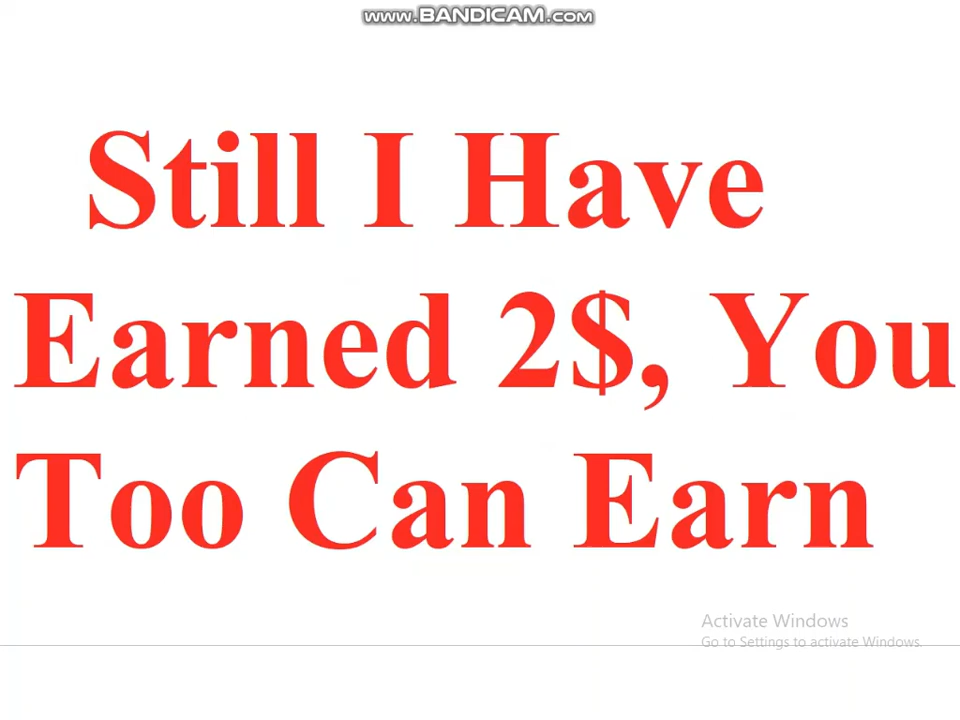 www.BANDICAM.com
Still I Have
Earned 2$, You
Too Can Earn
Activate Windows
Go to Settings to activate Windows.